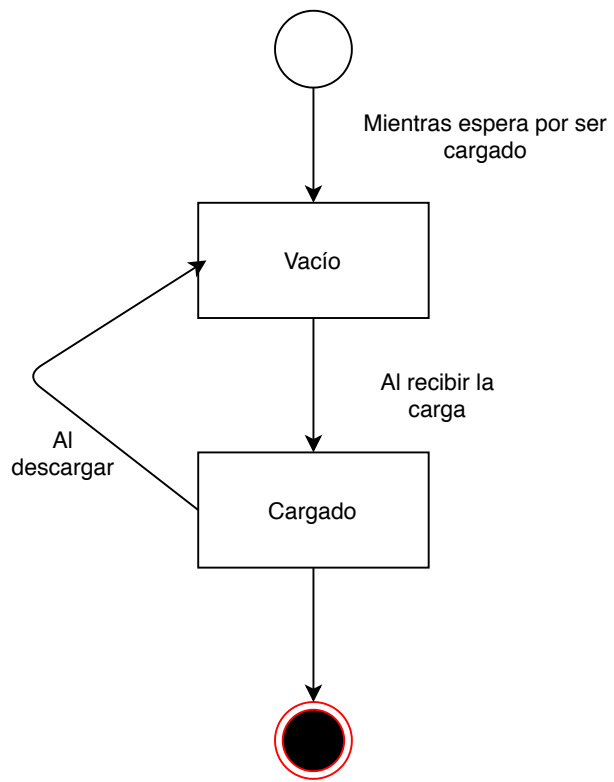 Mientras espera por ser
cargado
Vacío
Al recibir la
carga
Al
descargar
Cargado